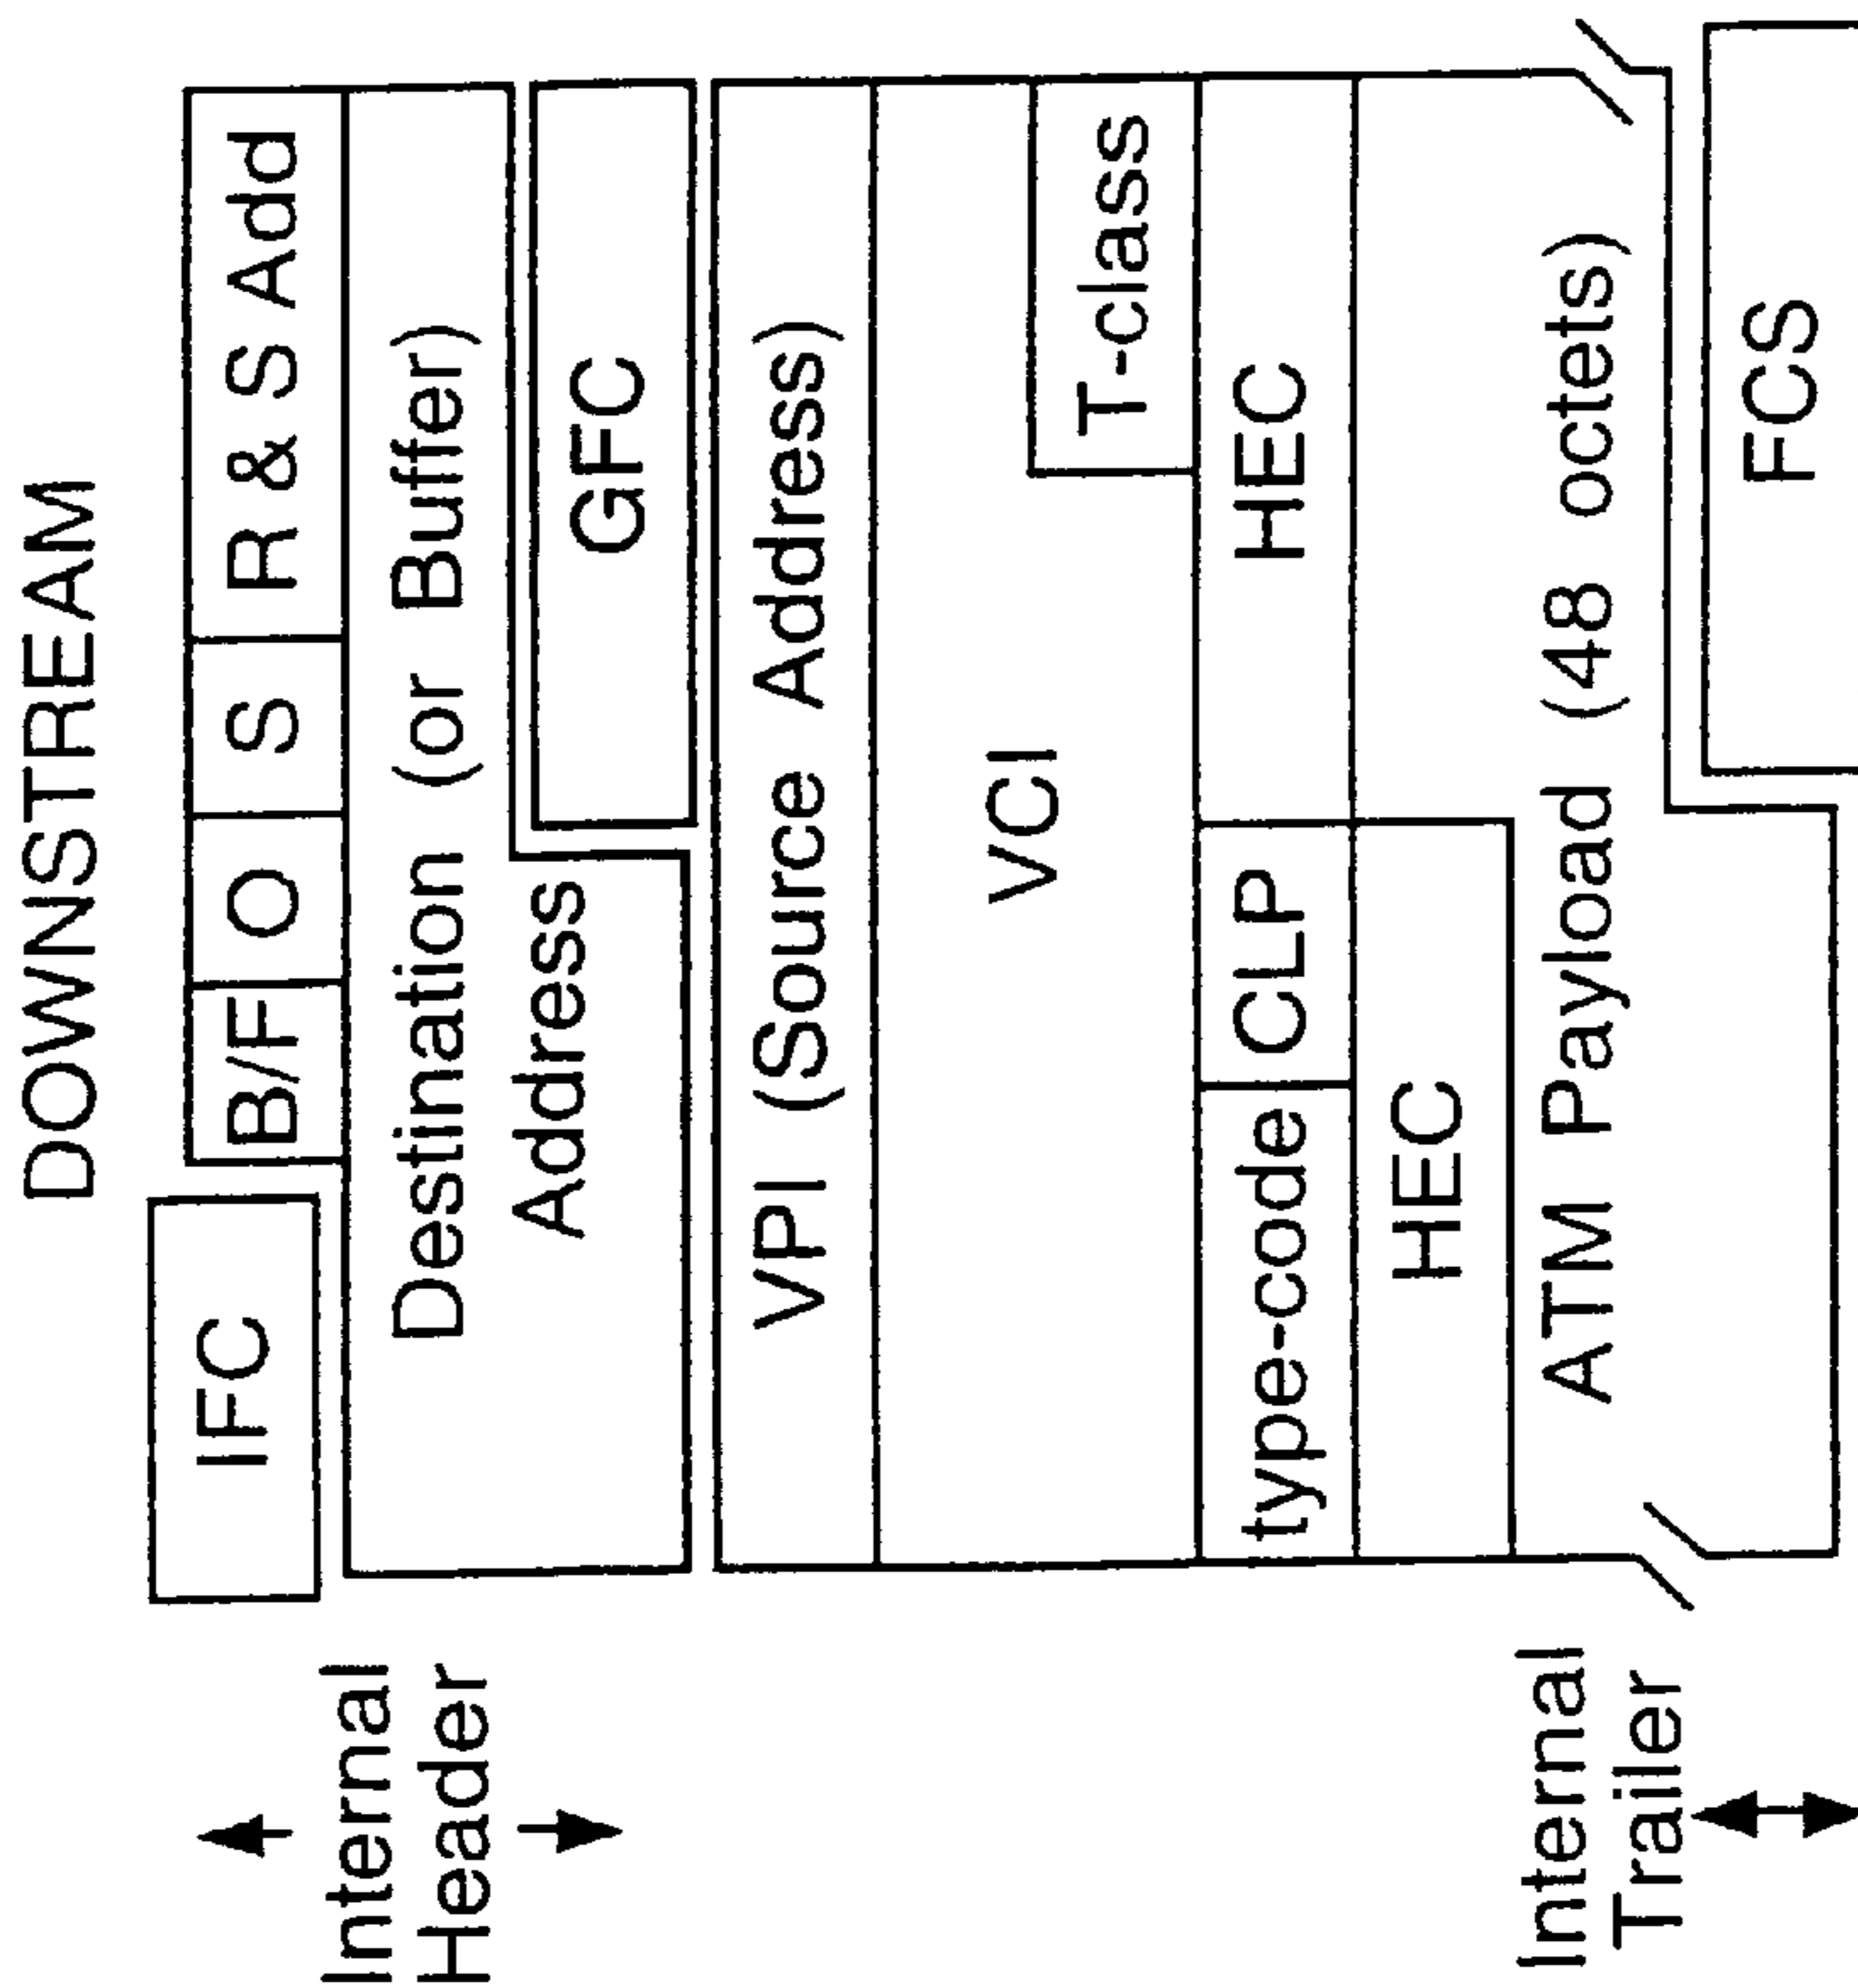 DOWNSTREAM
IFC
B/F
O
S
R & S Add
Internal
Header
Destination (or Buffer)
Address
GFC
VPI (Source Address)
VCI
T-class
type-code
CLP
HEC
HEC
ATM Payload (48 octets)
Internal
Trailer
FCS